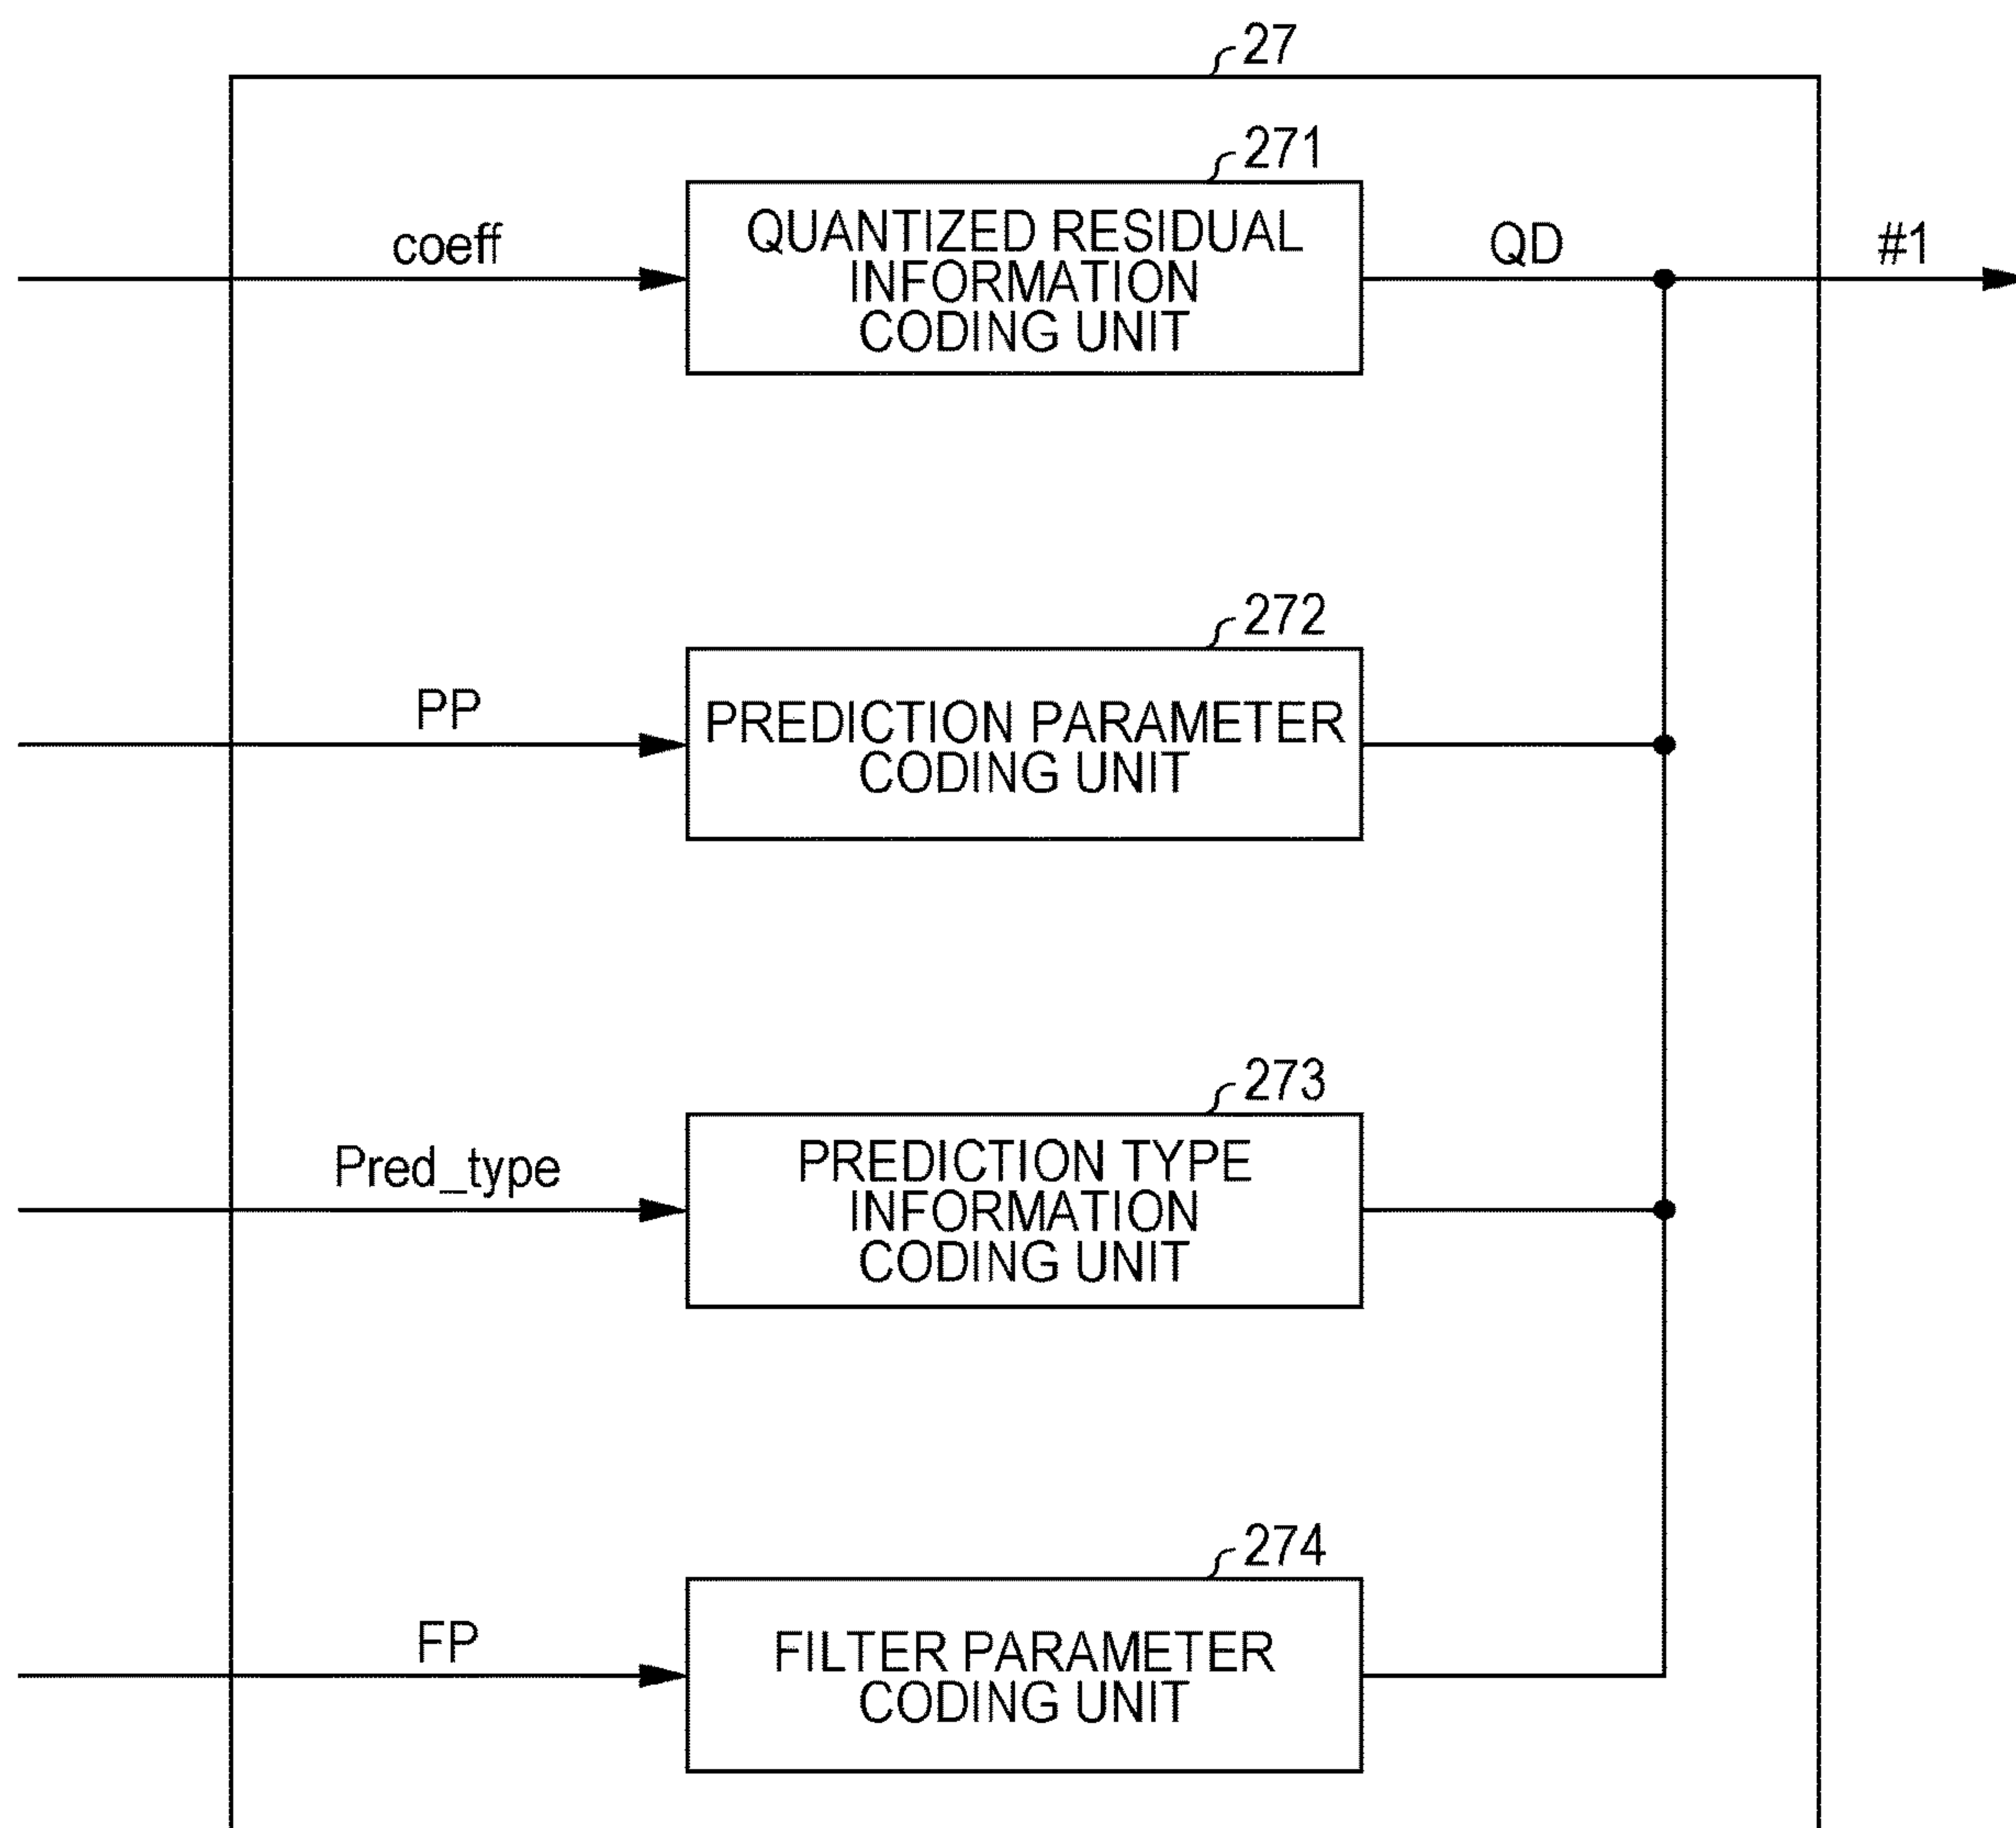 27
271
coeff
QUANTIZED RESIDUAL
INFORMATION
CODING UNIT
QD
#1
272
PP
PREDICTION PARAMETER
CODING UNIT
273
Pred_type
PREDICTION TYPE
INFORMATION
CODING UNIT
274
FP
FILTER PARAMETER
CODING UNIT